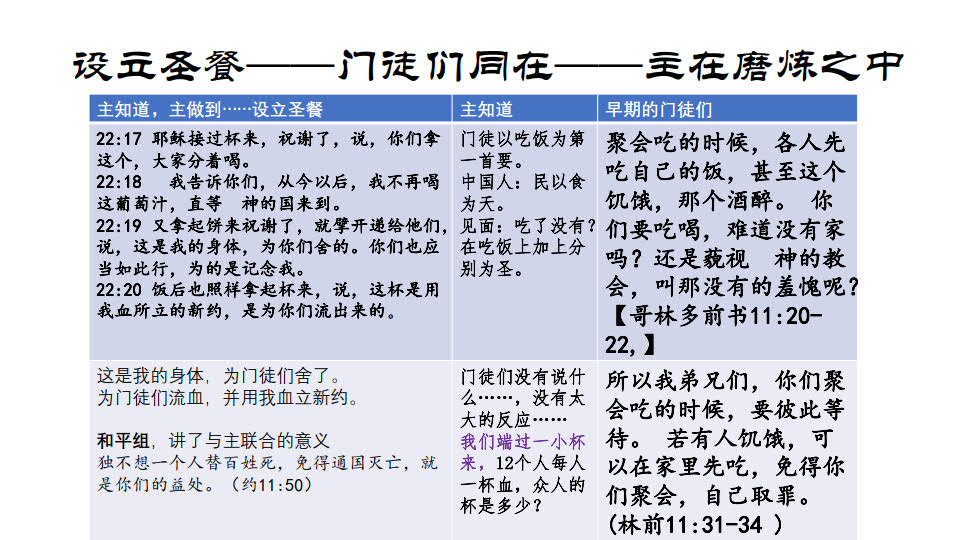 设立圣餐——门徒们同在——主在磨炼之中
主知道，主做到……设立圣餐
主知道
早期的门徒们
22:17 耶稣接过杯来，祝谢了，说，你们拿
这个，大家分着喝。
22:18 我告诉你们，从今以后，我不再喝
这葡萄汁，直等 神的国来到。
22:19 又拿起饼来祝谢了，就擘开递给他们，
说，这是我的身体，为你们舍的。你们也应
当如此行，为的是记念我。
22:20 饭后也照样拿起杯来，说，这杯是用
我血所立的新约，是为你们流出来的。
门徒以吃饭为第
一首要。
中国人：民以食
为天。
见面：吃了没有？
在吃饭上加上分
别为圣。
聚会吃的时候，各人先
吃自己的饭，甚至这个
饥饿，那个酒醉。 你
们要吃喝，难道没有家
吗？还是藐视 神的教
会，叫那没有的羞愧呢？
【哥林多前书11:20-
22,】
这是我的身体，为门徒们舍了。
为门徒们流血，并用我血立新约。
和平组，讲了与主联合的意义
独不想一个人替百姓死，免得通国灭亡，就
是你们的益处。（约11:50）
门徒们没有说什
么……，没有太
大的反应……
我们端过一小杯
来，12个人每人
一杯血，众人的
杯是多少？
所以我弟兄们，你们聚
会吃的时候，要彼此等
待。 若有人饥饿，可
以在家里先吃，免得你
们聚会，自己取罪。
(林前11:31-34 )